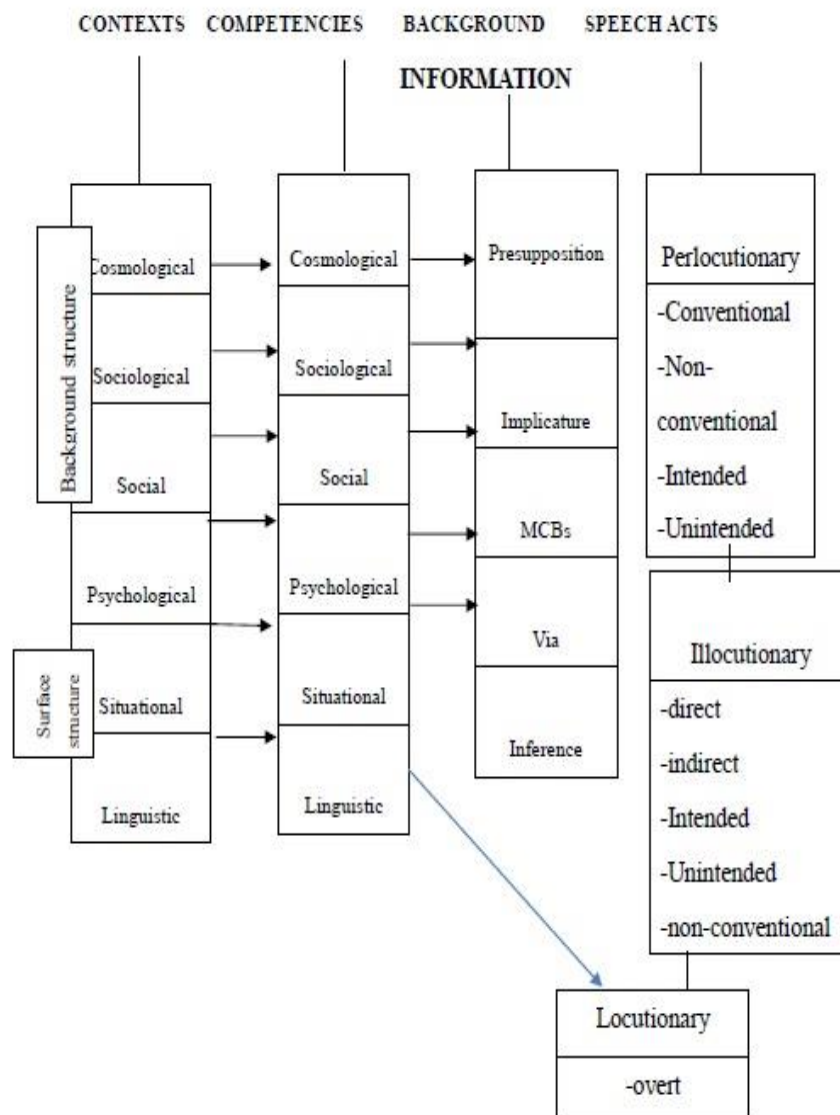 CONTEXTS COMPETENCIES BACKGROUND SPEECH ACTS
INFORMATION
Background structure
Surface
structure
Cosmological
Sociological
Social
Psychological
Situational
Linguistic
Cosmological
Sociological
Social
Psychological
Situational
Linguistic
Presupposition
Implicature
MCBs
Via
Inference
Perlocutionary
-Conventional
-Non-
conventional
-Intended
-Unintended
Illocutionary
-direct
-indirect
-Intended
-Unintended
-non-conventional
Locutionary
-overt